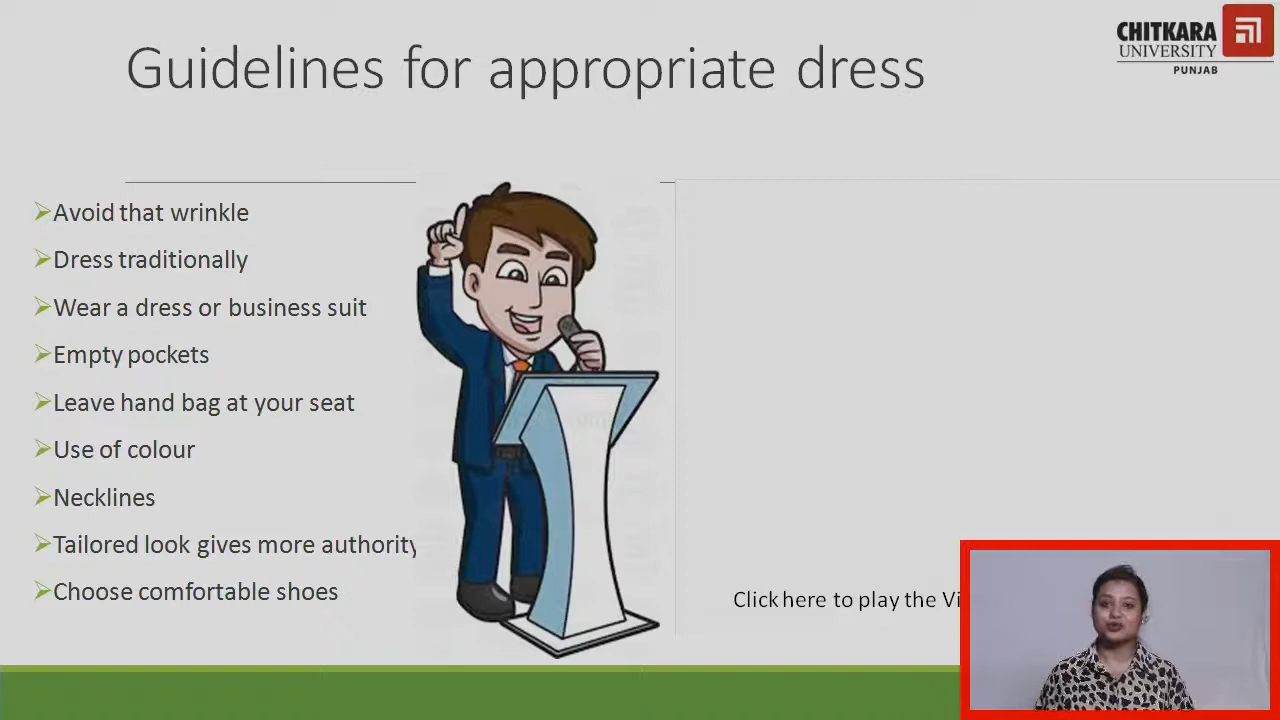 Guidelines for appropriate dress
CHITKARA
UNIVERSITY
PUNJAB
Avoid that wrinkle
Dress traditionally
Wear a dress or business suit
Empty pockets
Leave hand bag at your seat
Use of colour
Necklines
Tailored look gives more authority
Choose comfortable shoes
Click here to play the Vi